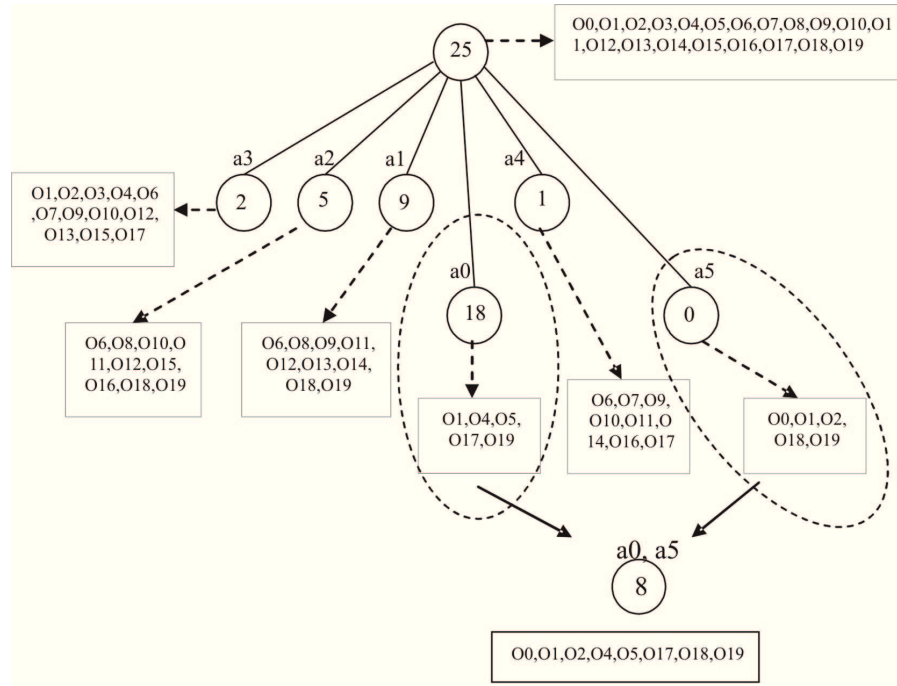 O0,O1,O2,O3,O4,O5,O6,O7,O8,O9,O10,O1
1,O12,O13,O14,O15,O16,O17,O18,O19
25
a3
a2
a1
a4
2
5
9
1
O1,O2,O3,O4,O6
,O7,O9,O10,O12,
O13,O15,O17
a0
a5
18
0
O6,O8,O10,O
11,O12,O15,
O16,O18,O19
O6,O8,O9,O11,
O12,O13,O14,
O18,O19
O1,O4,O5,
O17,O19
O6,O7,O9,
O10,O11,O
14,O16,O17
O0,O1,O2,
O18,O19
a0, a5
8
O0,O1,O2,O4,O5,O17,O18,O19